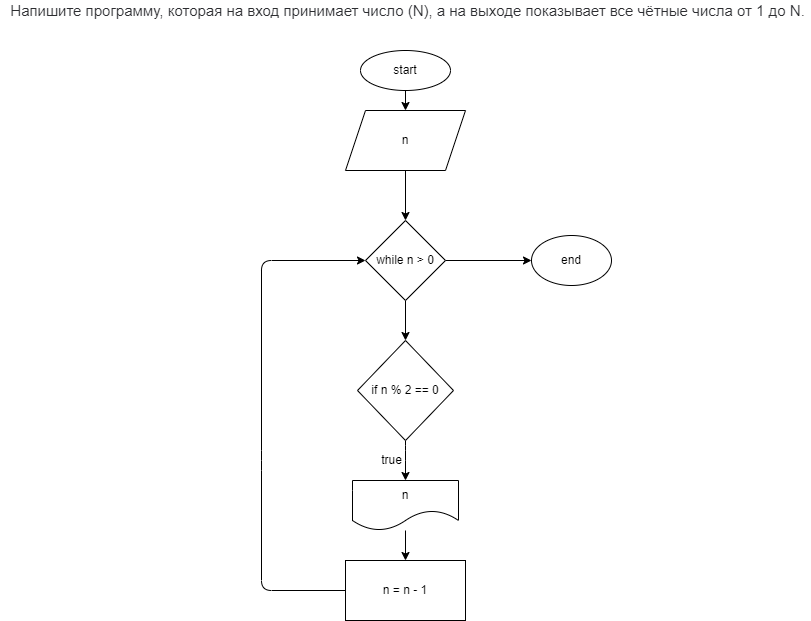 Напишите программу, которая на вход принимает число (N), а на выходе показывает все чётные числа от 1 до N.
start
n
while n > 0
end
if n % 2 == 0
true
n
n = n - 1